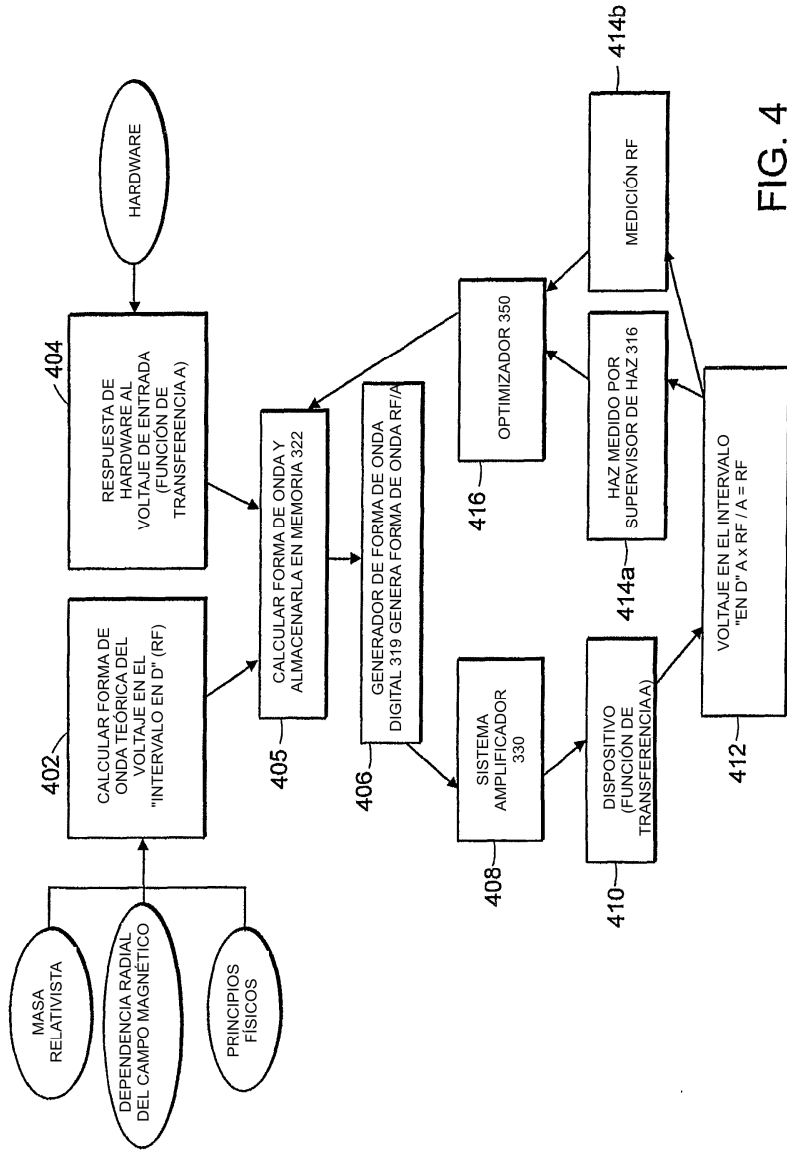 MASA
RELATIVISTA
DEPENDENCIA RADIAL
DEL CAMPO MAGNÉTICO
PRINCIPIOS
FÍSICOS
402
CALCULAR FORMA DE
ONDA TEÓRICA DEL
VOLTAJE EN EL
"INTERVALO EN D" (RF)
404
RESPUESTA DE
HARDWARE AL
VOLTAJE DE ENTRADA
(FUNCIÓN DE
TRANSFERENCIA A)
HARDWARE
405
CALCULAR FORMA DE ONDA Y
ALMACENARLA EN MEMORIA 322
406
GENERADOR DE FORMA DE ONDA
DIGITAL 319 GENERA FORMA DE ONDA RF/A
408
SISTEMA
AMPLIFICADOR
330
416
OPTIMIZADOR 350
410
DISPOSITIVO
(FUNCIÓN DE
TRANSFERENCIA A)
414a
HAZ MEDIDO POR
SUPERVISOR DE HAZ 316
414b
MEDICIÓN RF
412
VOLTAJE EN EL INTERVALO
"EN D" A x RF / A = RF
FIG. 4